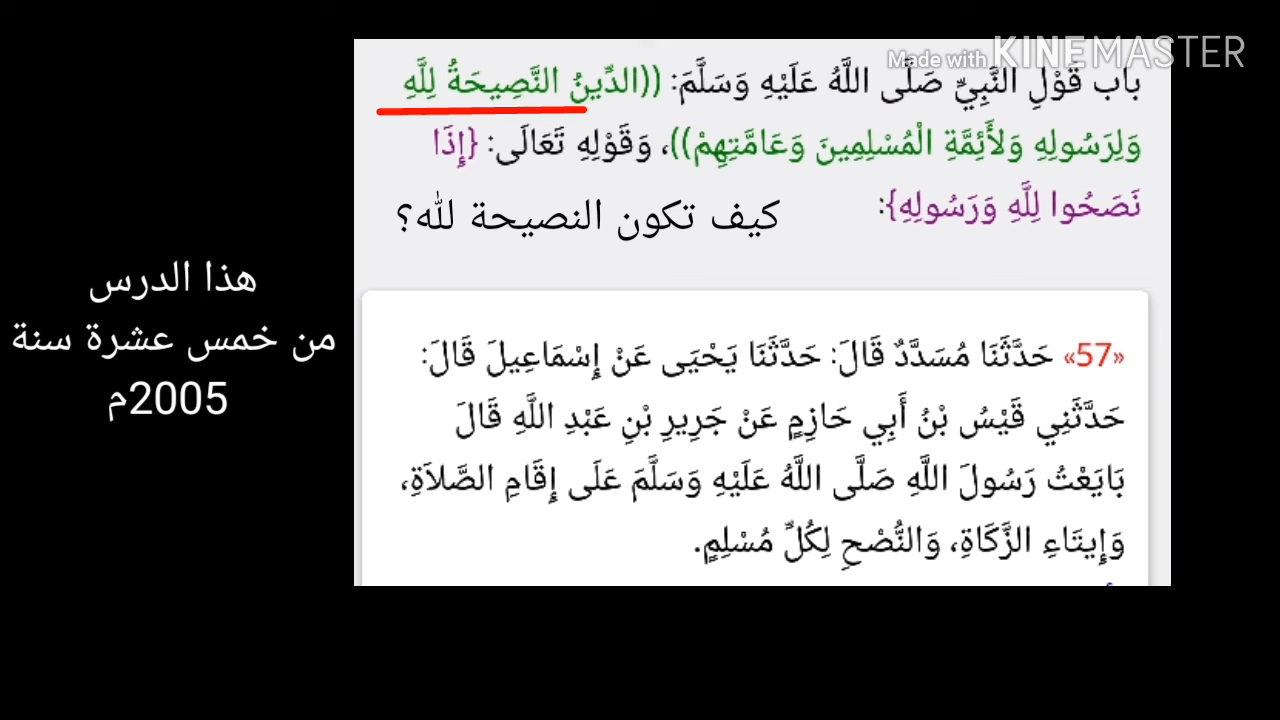 Made with KINEMASTER
باب قَوْلِ النَّبِيِّ صَلَّى اللَّهُ عَلَيْهِ وَسَلَّمَ: ((الدِّينُ النَّصِيحَةُ لِلَّهِ
وَلِرَسُولِهِ وَلأَئِمَّةِ الْمُسْلِمِينَ وَعَامَّتِهِمْ))، وَقَوْلِهِ تَعَالَى: {إِذَا
نَصَحُوا لِلَّهِ وَرَسُولِهِ}:
كيف تكون النصيحة لله؟
هذا الدرس
من خمس عشرة سنة
2005م
«57» حَدَّثَنَا مُسَدَّدٌ قَالَ: حَدَّثَنَا يَحْيَى عَنْ إِسْمَاعِيلَ قَالَ:
حَدَّثَنِي قَيْسُ بْنُ أَبِي حَازِمٍ عَنْ جَرِيرِ بْنِ عَبْدِ اللَّهِ قَالَ
بَايَعْتُ رَسُولَ اللَّهِ صَلَّى اللَّهُ عَلَيْهِ وَسَلَّمَ عَلَى إِقَامِ الصَّلاَةِ،
وَإِيتَاءِ الزَّكَاةِ، وَالنُّصْحِ لِكُلِّ مُسْلِمٍ.